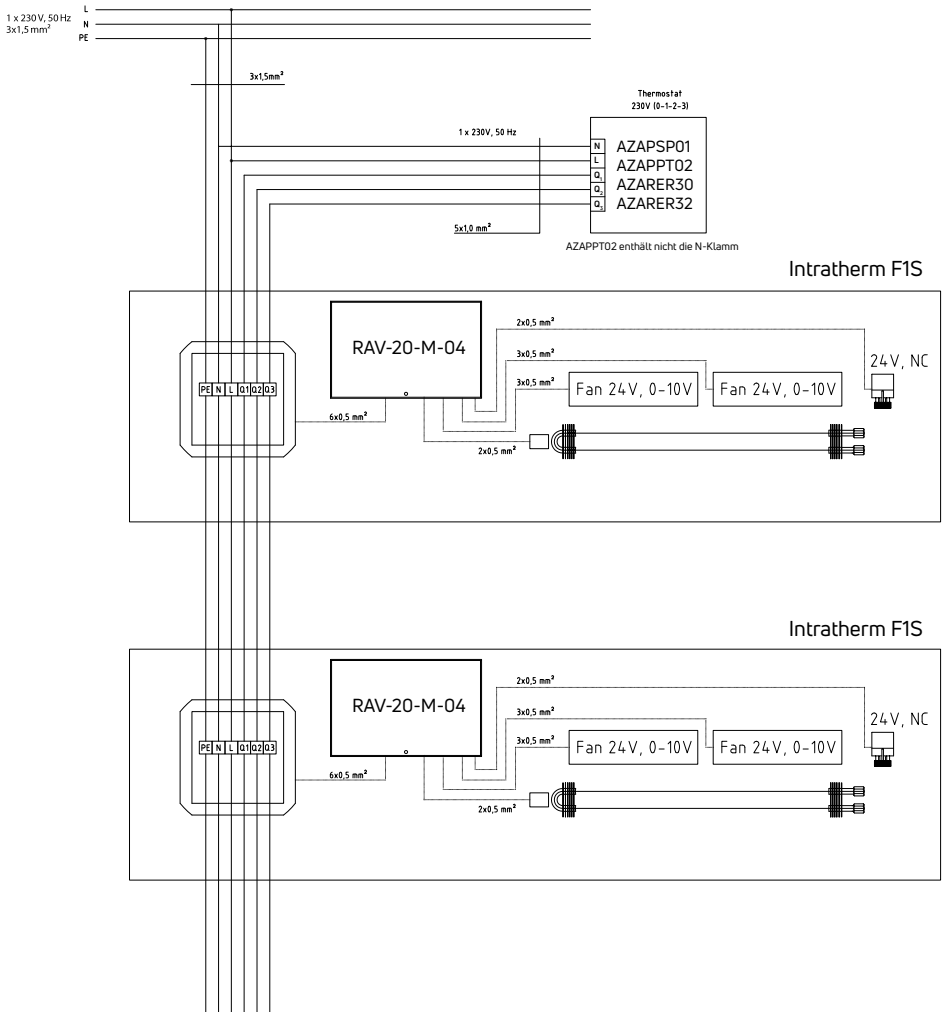 L
1 x 230 V, 50 Hz
N
3x1,5 mm²
PE
3x1,5mm²
Thermostat
230V (0-1-2-3)
1 x 230V, 50 Hz
N
AZAPSP01
L
AZAPPT02
Q1
AZARER30
Q2
AZARER32
Q3
5x1,0 mm²
AZAPPT02 enthält nicht die N-Klamm
Intratherm F1S
2x0,5 mm²
RAV-20-M-04
3x0,5 mm²
24V, NC
3x0,5 mm²
Fan 24V, 0-10V
Fan 24V, 0-10V
PE N L Q1 Q2 Q3
6x0,5 mm²
2x0,5 mm²
Intratherm F1S
2x0,5 mm²
RAV-20-M-04
3x0,5 mm²
24V, NC
3x0,5 mm²
Fan 24V, 0-10V
Fan 24V, 0-10V
PE N L Q1 Q2 Q3
6x0,5 mm²
2x0,5 mm²